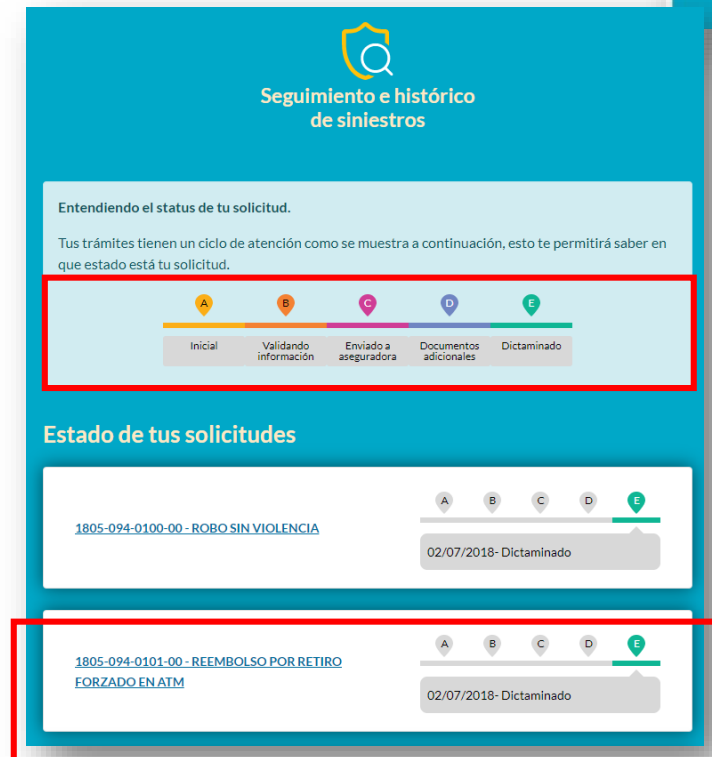 Seguimiento e histórico
de siniestros
Entendiendo el status de tu solicitud.
Tus trámites tienen un ciclo de atención como se muestra a continuación, esto te permitirá saber en
que estado está tu solicitud.
A B C D E
Inicial Validando información Enviado a aseguradora Documentos adicionales Dictaminado
Estado de tus solicitudes
A B C D E
1805-094-0100-00 - ROBO SIN VIOLENCIA
02/07/2018- Dictaminado
A B C D E
1805-094-0101-00 - REEMBOLSO POR RETIRO
FORZADO EN ATM
02/07/2018- Dictaminado